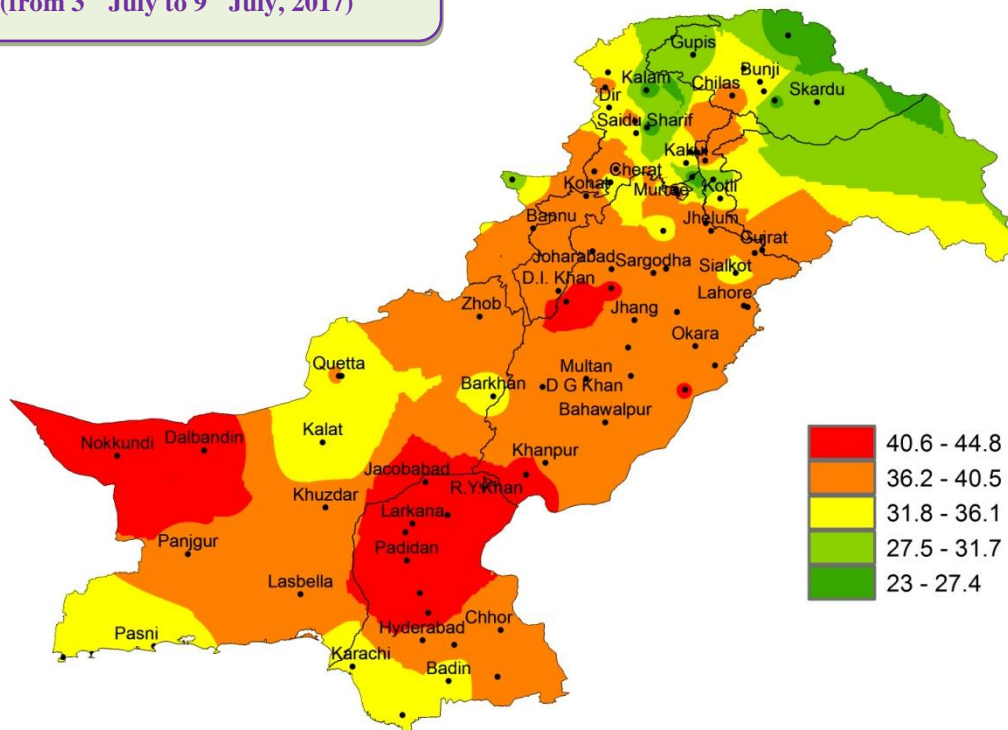 (from 3 July to 9 July, 2017)
Gupis
Bunji
Kalam
Chilas
Skardu
Dir
Saidu Sharif
Kakul
Cherat
Kohat
Murree
Kotli
Bannu
Jhelum
Gujrat
Joharabad
Sargodha
Sialkot
D.I. Khan
Lahore
Zhob
Jhang
Okara
Quetta
Multan
Barkhan
D G Khan
Bahawalpur
Kalat
Nokkundi
Dalbandin
Khanpur
Jacobabad
R.Y.Khan
Khuzdar
Larkana
Panjgur
Padidan
Lasbella
Chhor
Hyderabad
Pasni
Karachi
Badin
40.6 - 44.8
36.2 - 40.5
31.8 - 36.1
27.5 - 31.7
23 - 27.4